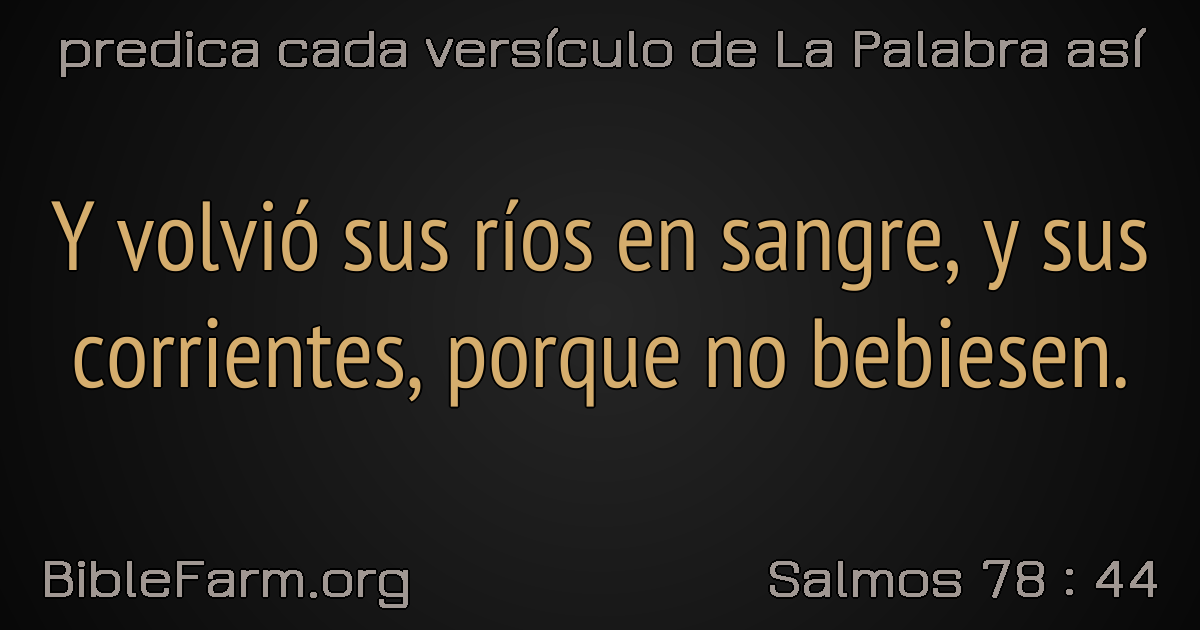 predica cada versículo de La Palabra así
Y volvió sus ríos en sangre, y sus
corrientes, porque no bebiesen.
BibleFarm.org
Salmos 78 : 44